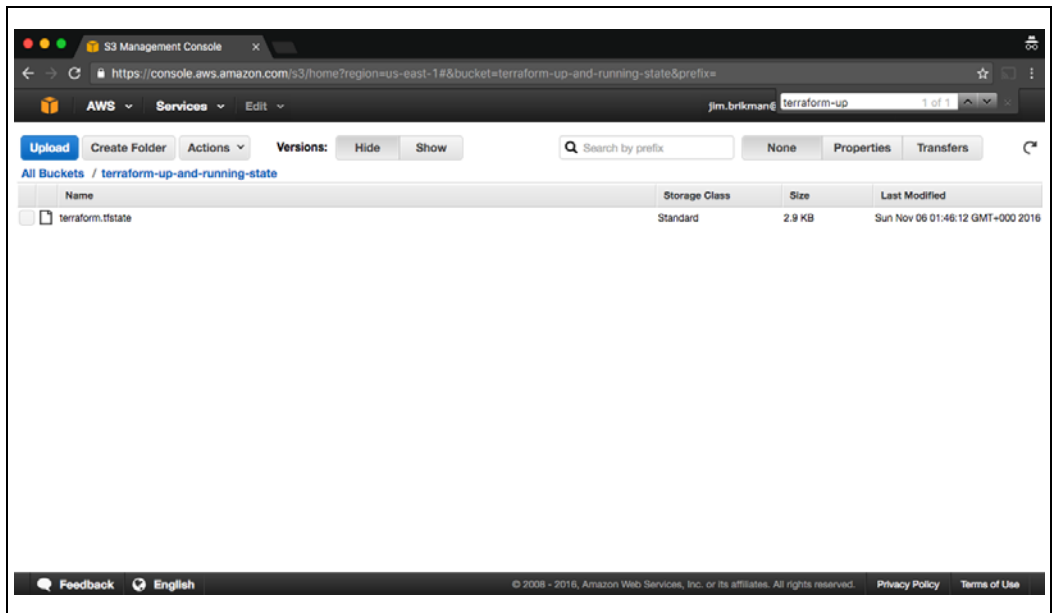 S3 Management Console
https://console.aws.amazon.com/s3/home?region=us-east-1#&bucket=terraform-up-and-running-state&prefix=
AWS Services Edit jim.brikman@ terraform-up 1 of 1
Upload Create Folder Actions Versions: Hide Show Search by prefix None Properties Transfers
All Buckets / terraform-up-and-running-state
Name Storage Class Size Last Modified
terraform.tfstate Standard 2.9 KB Sun Nov 06 01:46:12 GMT+000 2016
Feedback English © 2008 - 2016, Amazon Web Services, Inc. or its affiliates. All rights reserved. Privacy Policy Terms of Use